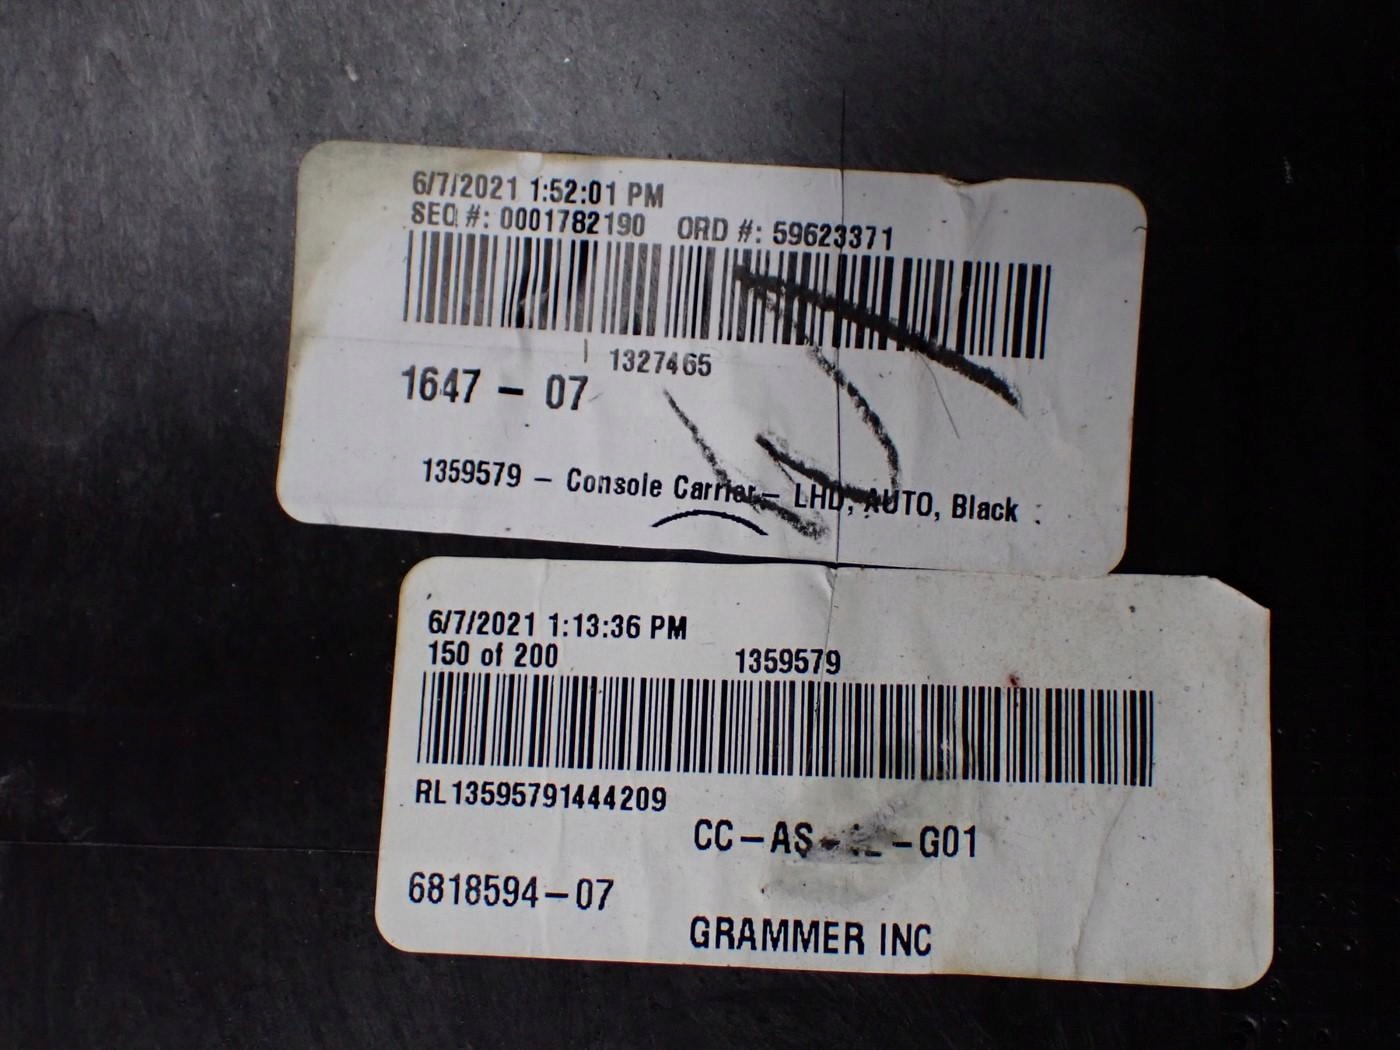 6/7/2021 1:52:01 PM
SEQ #: 0001782190 ORD #: 59623371
1327465
1647 - 07
1359579 - Console Carrier - LHD, AUTO, Black
6/7/2021 1:13:36 PM
150 of 200 1359579
RL13595791444209
CC-AS- -G01
6818594-07
GRAMMER INC